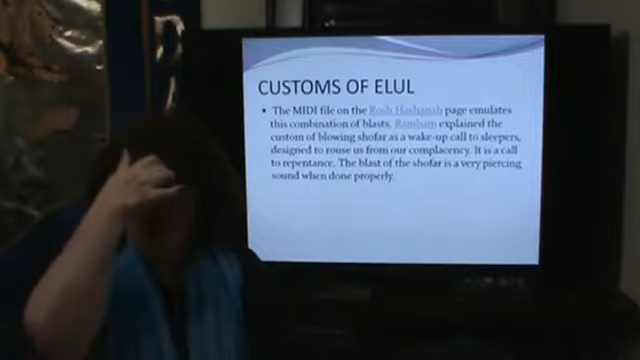 CUSTOMS OF ELUL
• The MIDI file on the Rosh Hashanah page emulates
this combination of blasts. Rambam explained the
custom of blowing shofar as a wake-up call to sleepers,
designed to rouse us from our complacency. It is a call
to repentance. The blast of the shofar is a very piercing
sound when done properly.